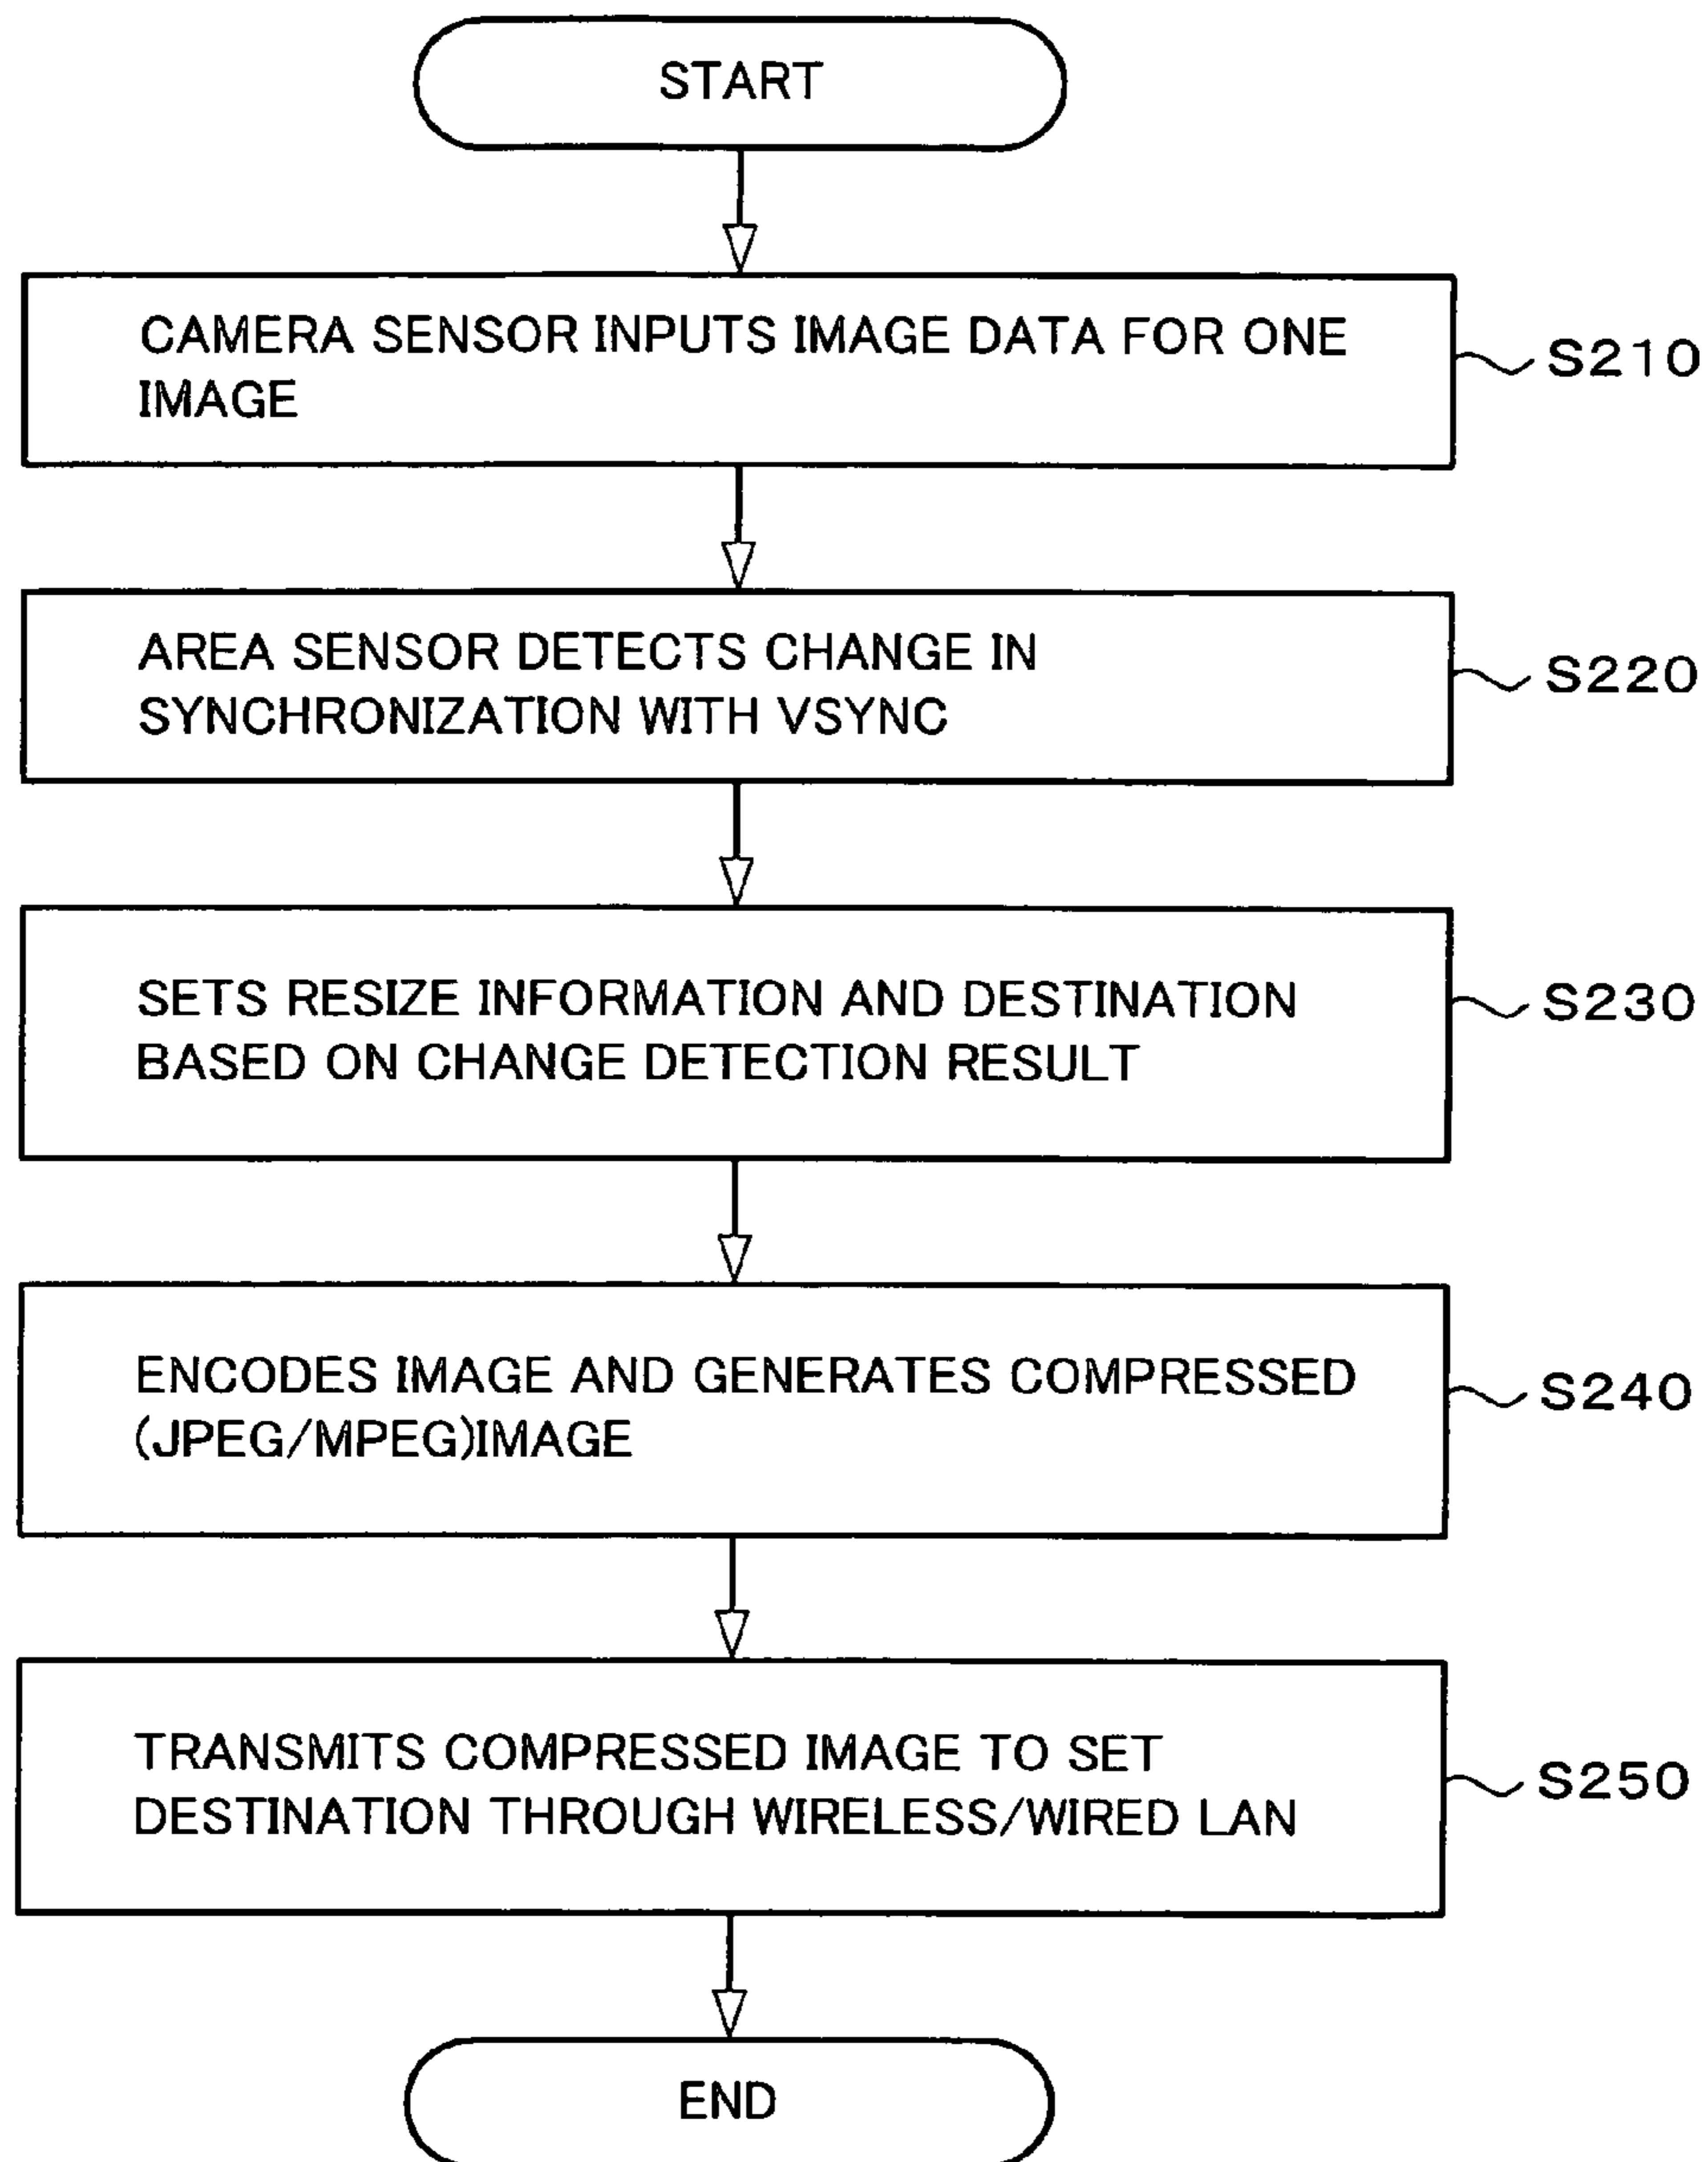 START
CAMERA SENSOR INPUTS IMAGE DATA FOR ONE
IMAGE
S210
AREA SENSOR DETECTS CHANGE IN
SYNCHRONIZATION WITH VSYNC
S220
SETS RESIZE INFORMATION AND DESTINATION
BASED ON CHANGE DETECTION RESULT
S230
ENCODES IMAGE AND GENERATES COMPRESSED
(JPEG/MPEG)IMAGE
S240
TRANSMITS COMPRESSED IMAGE TO SET
DESTINATION THROUGH WIRELESS/WIRED LAN
S250
END